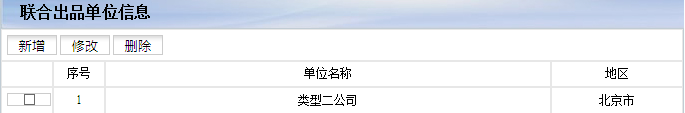 联合出品单位信息
新增 修改 删除
序号 单位名称 地区
1 类型二公司 北京市